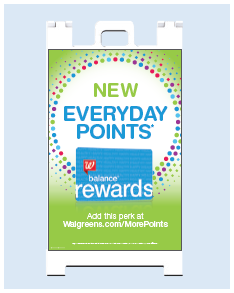 NEW
EVERYDAY
POINTS*
W
balance®
rewards
Add this perk at
Walgreens.com/MorePoints